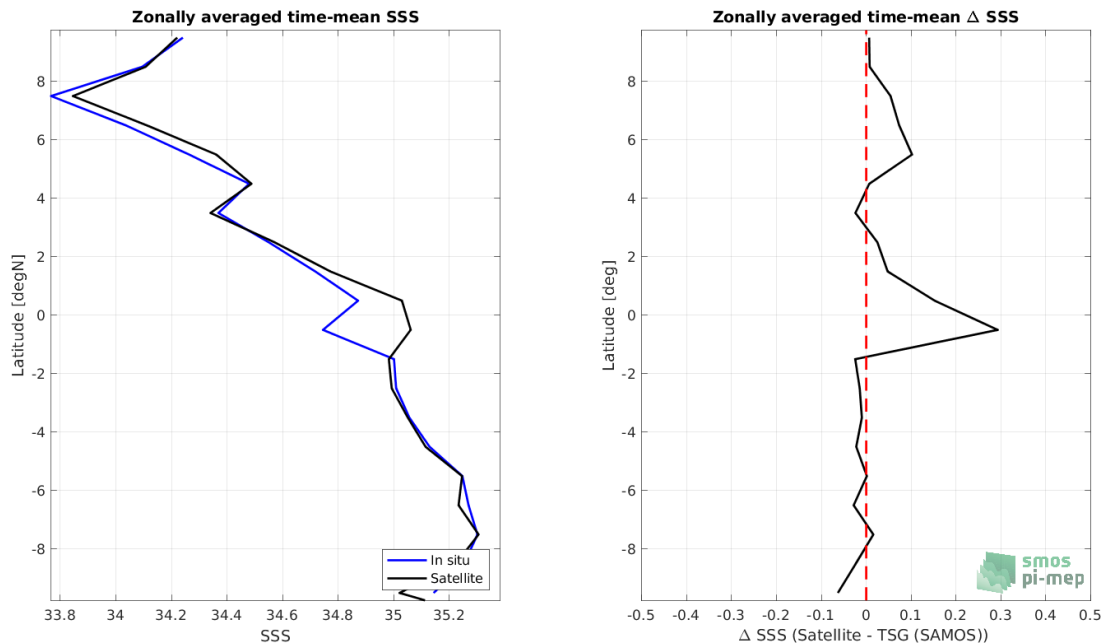 Zonally averaged time-mean SSS
Latitude [degN]
8
6
4
2
0
-2
-4
-6
-8
33.8 34 34.2 34.4 34.6 34.8 35 35.2
SSS
In situ
Satellite
Zonally averaged time-mean Δ SSS
Latitude [deg]
8
6
4
2
0
-2
-4
-6
-8
-0.5 -0.4 -0.3 -0.2 -0.1 0 0.1 0.2 0.3 0.4 0.5
Δ SSS (Satellite - TSG (SAMOS))
smos
pi-mep